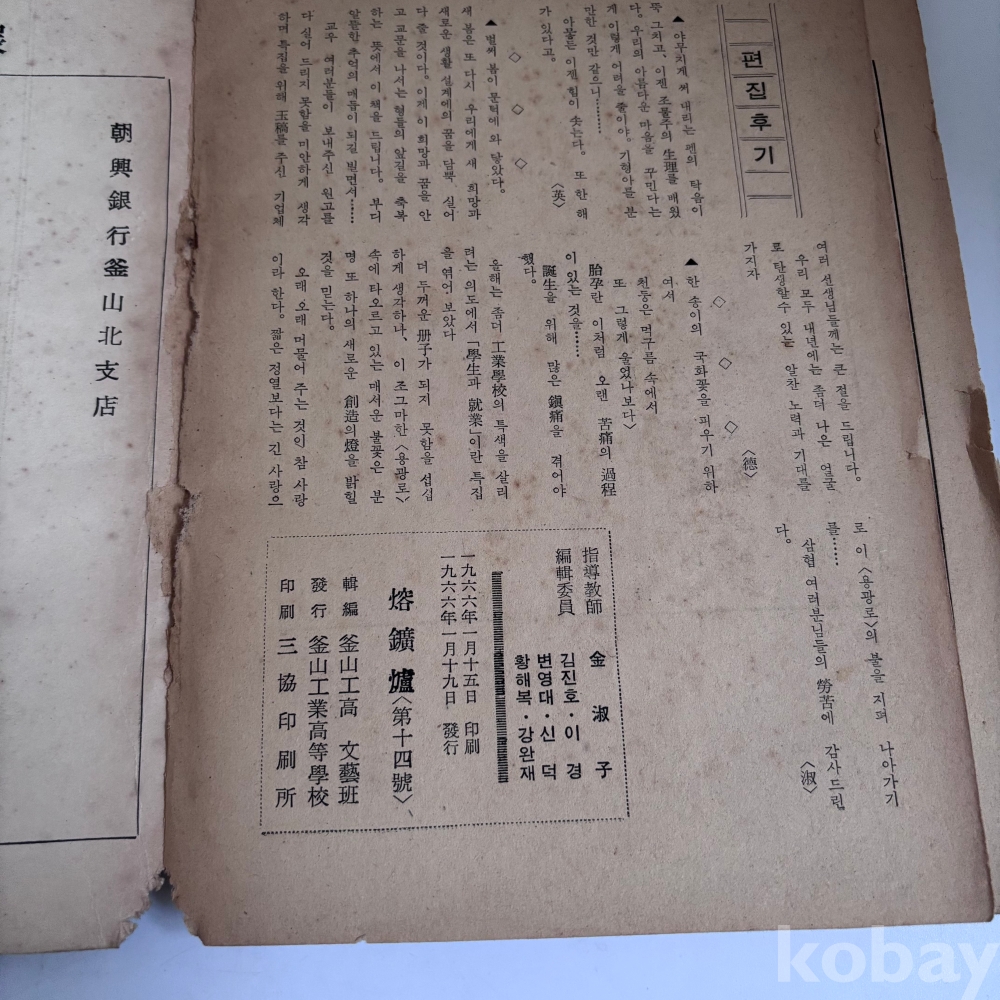 편집후기
▲ 야무지게 써 내리는 펜의 탁음이
뚝 그치고, 이젠 조물주의 生理를 배웠
다. 우리의 아름다운 마음을 꾸민다는
게 이렇게 어려울 줄이야. 기형아를 분
만한 것만 같으니………
아뭏든 이젠 힘이 솟는다. 또한 해
가 있다고. 〈英〉
◇ ◇ ◇
▲ 벌써 봄이 문턱에 와 닿았다.
새 봄은 또 다시 우리에게 새 희망과
새로운 생활 설계에의 꿈을 담뿍 실어
다 줄 것이다. 이게 이 희망과 꿈을 안
고 교문을 나서는 형들의 앞길을 축복
하는 뜻에서 이 책을 드립니다. 부디
알뜰한 추억의 매듭이 되길 빌면서……
교우 여러분들이 보내주신 원고를
다 실어 드리지 못함을 미안하게 생각
하며 특집을 위해 玉稿를 주신 기업체
여러 선생님들께는 큰 절을 드립니다.
우리 모두 내년에는 좀더 나은 얼굴
로 탄생할수 있는 알찬 노력과 기대를
가지자 〈德〉
◇ ◇ ◇
▲ 한 송이의 국화꽃을 피우기 위하
여서
천둥은 먹구름 속에서
또 그렇게 울었나보다〉
胎孕란 이처럼 오랜 苦痛의 過程
이 있는 것을……
誕生을 위해 많은 鎭痛을 겪어야
했다.
올해는 좀더 工業學校의 특색을 살리
려는 의도에서 「學生과 就業」이란 특집
을 엮어 보았다
더 두꺼운 册子가 되지 못함을 섭섭
하게 생각하나, 이 조그마한 〈용광로〉
속에 타오르고 있는 매서운 불꽃은 분
명 또 하나의 새로운 創造의 燈을 밝힐
것을 믿는다.
오래 오래 머물어 주는 것인 참 사랑
이라 한다. 짧은 정열보다는 긴 사랑으
로 이 〈용광로〉의 불을 지펴 나아가기
를……
삼협 여러분님들의 勞苦에 감사드린
다. 〈淑〉
指導教師 金淑子
編輯委員 김진호·이경
변영대·신덕
황해복·강완재
一九六六年 一月十五日 印刷
一九六六年 一月十九日 發行
熔鑛爐〈第十四號〉
輯編 釜山工高 文藝班
發行 釜山工業高等學校
印刷 三協印刷所
朝興銀行釜山北支店
kobay